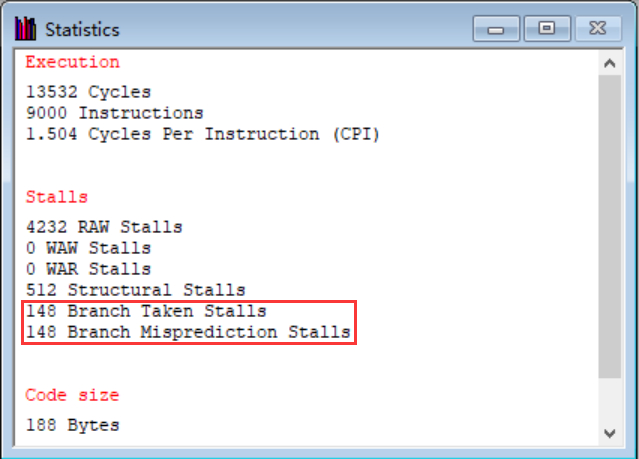 Statistics
Execution
13532 Cycles
9000 Instructions
1.504 Cycles Per Instruction (CPI)
Stalls
4232 RAW Stalls
0 WAW Stalls
0 WAR Stalls
512 Structural Stalls
148 Branch Taken Stalls
148 Branch Misprediction Stalls
Code size
188 Bytes